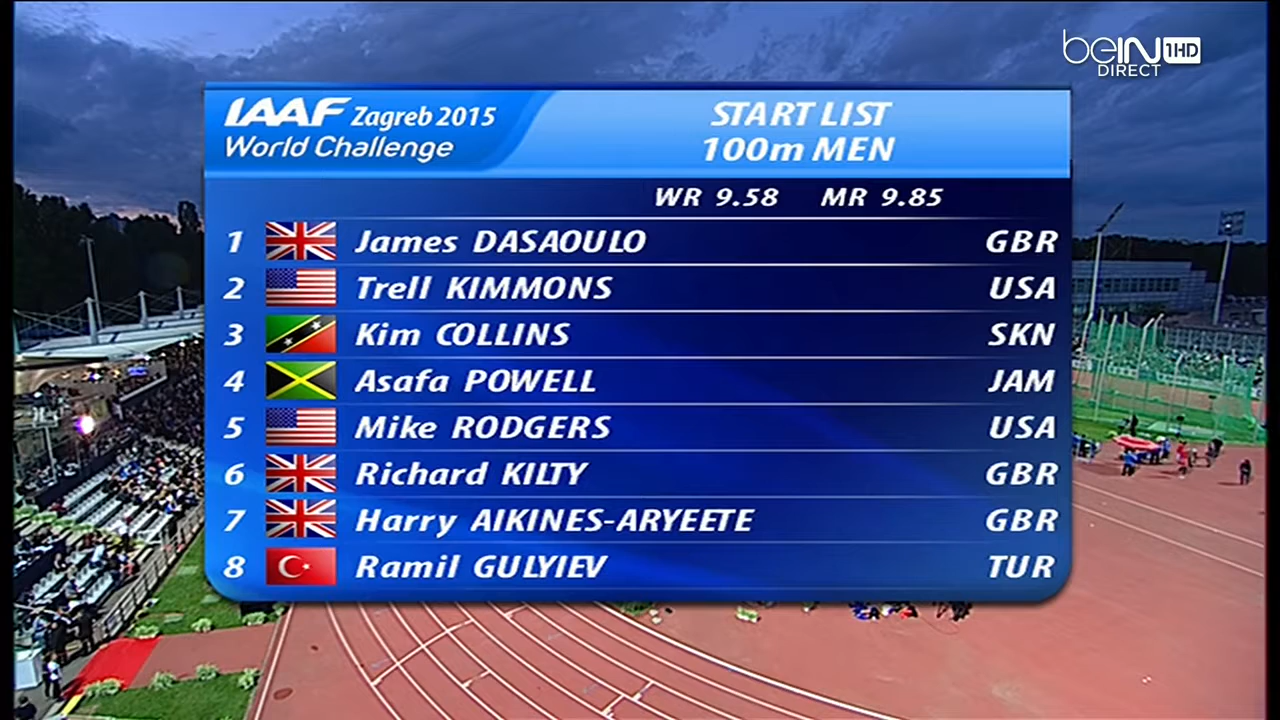 beIN 1HD
DIRECT
IAAF Zagreb 2015
World Challenge
START LIST
100m MEN
WR 9.58 MR 9.85
1 James DASAOULO GBR
2 Trell KIMMONS USA
3 Kim COLLINS SKN
4 Asafa POWELL JAM
5 Mike RODGERS USA
6 Richard KILTY GBR
7 Harry AIKINES-ARYEETE GBR
8 Ramil GULYIEV TUR